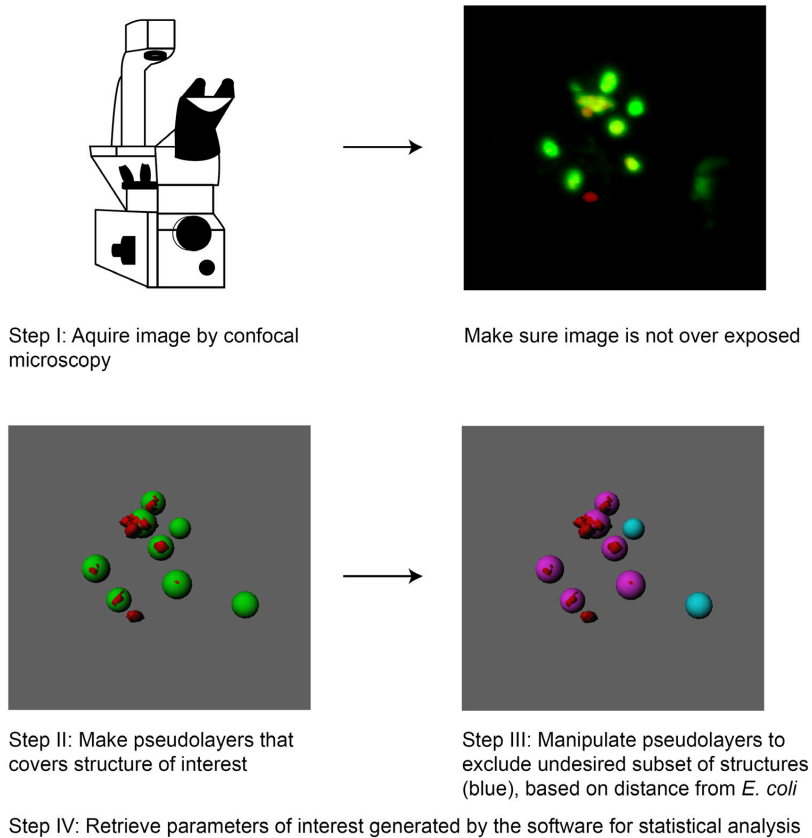 Step I: Aquire image by confocal
microscopy
Make sure image is not over exposed
Step II: Make pseudolayers that
covers structure of interest
Step III: Manipulate pseudolayers to
exclude undesired subset of structures
(blue), based on distance from E. coli
Step IV: Retrieve parameters of interest generated by the software for statistical analysis